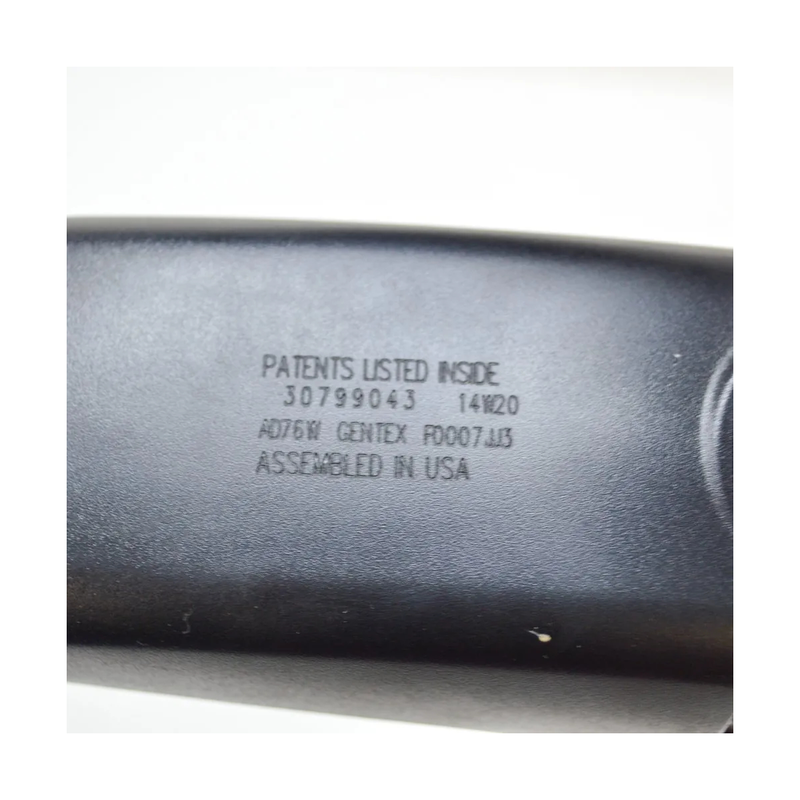 PATENTS LISTED INSIDE
30799043 14W20
AD76W GENTEX F0007JJ3
ASSEMBLED IN USA